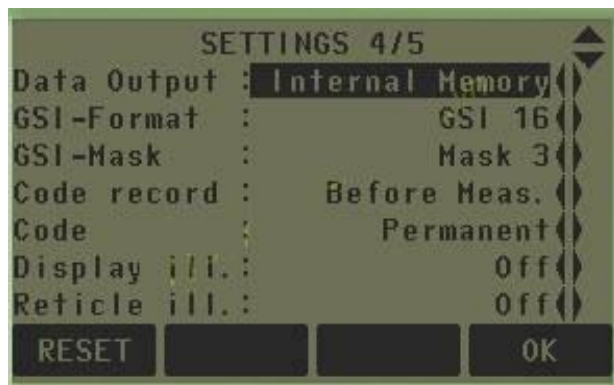 SETTINGS 4/5
Data Output : Internal Memory
GSI-Format : GSI 16
GSI-Mask : Mask 3
Code record : Before Meas.
Code : Permanent
Display ill.: Off
Reticle ill.: Off
RESET OK